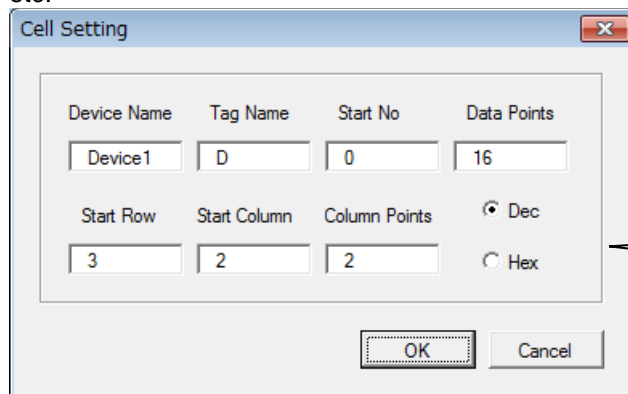 Cell Setting
Device Name Tag Name Start No Data Points
Device1 D 0 16
Start Row Start Column Column Points Dec
3 2 2 Hex
OK Cancel